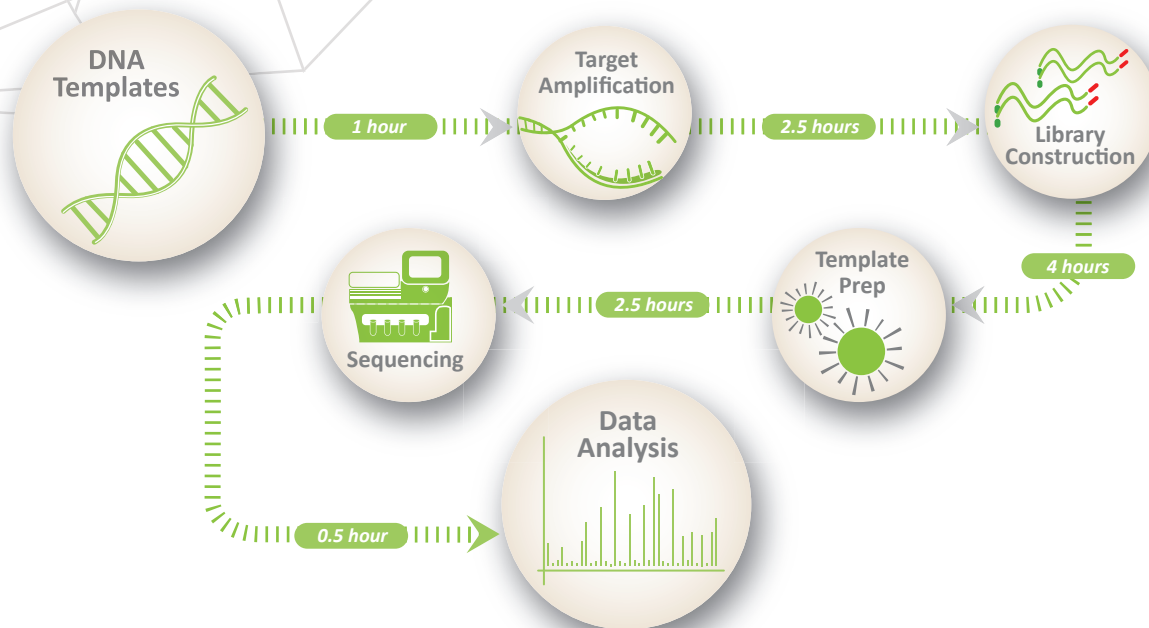 DNA
Templates
1 hour
Target
Amplification
2.5 hours
Library
Construction
4 hours
Template
Prep
2.5 hours
Sequencing
0.5 hour
Data
Analysis